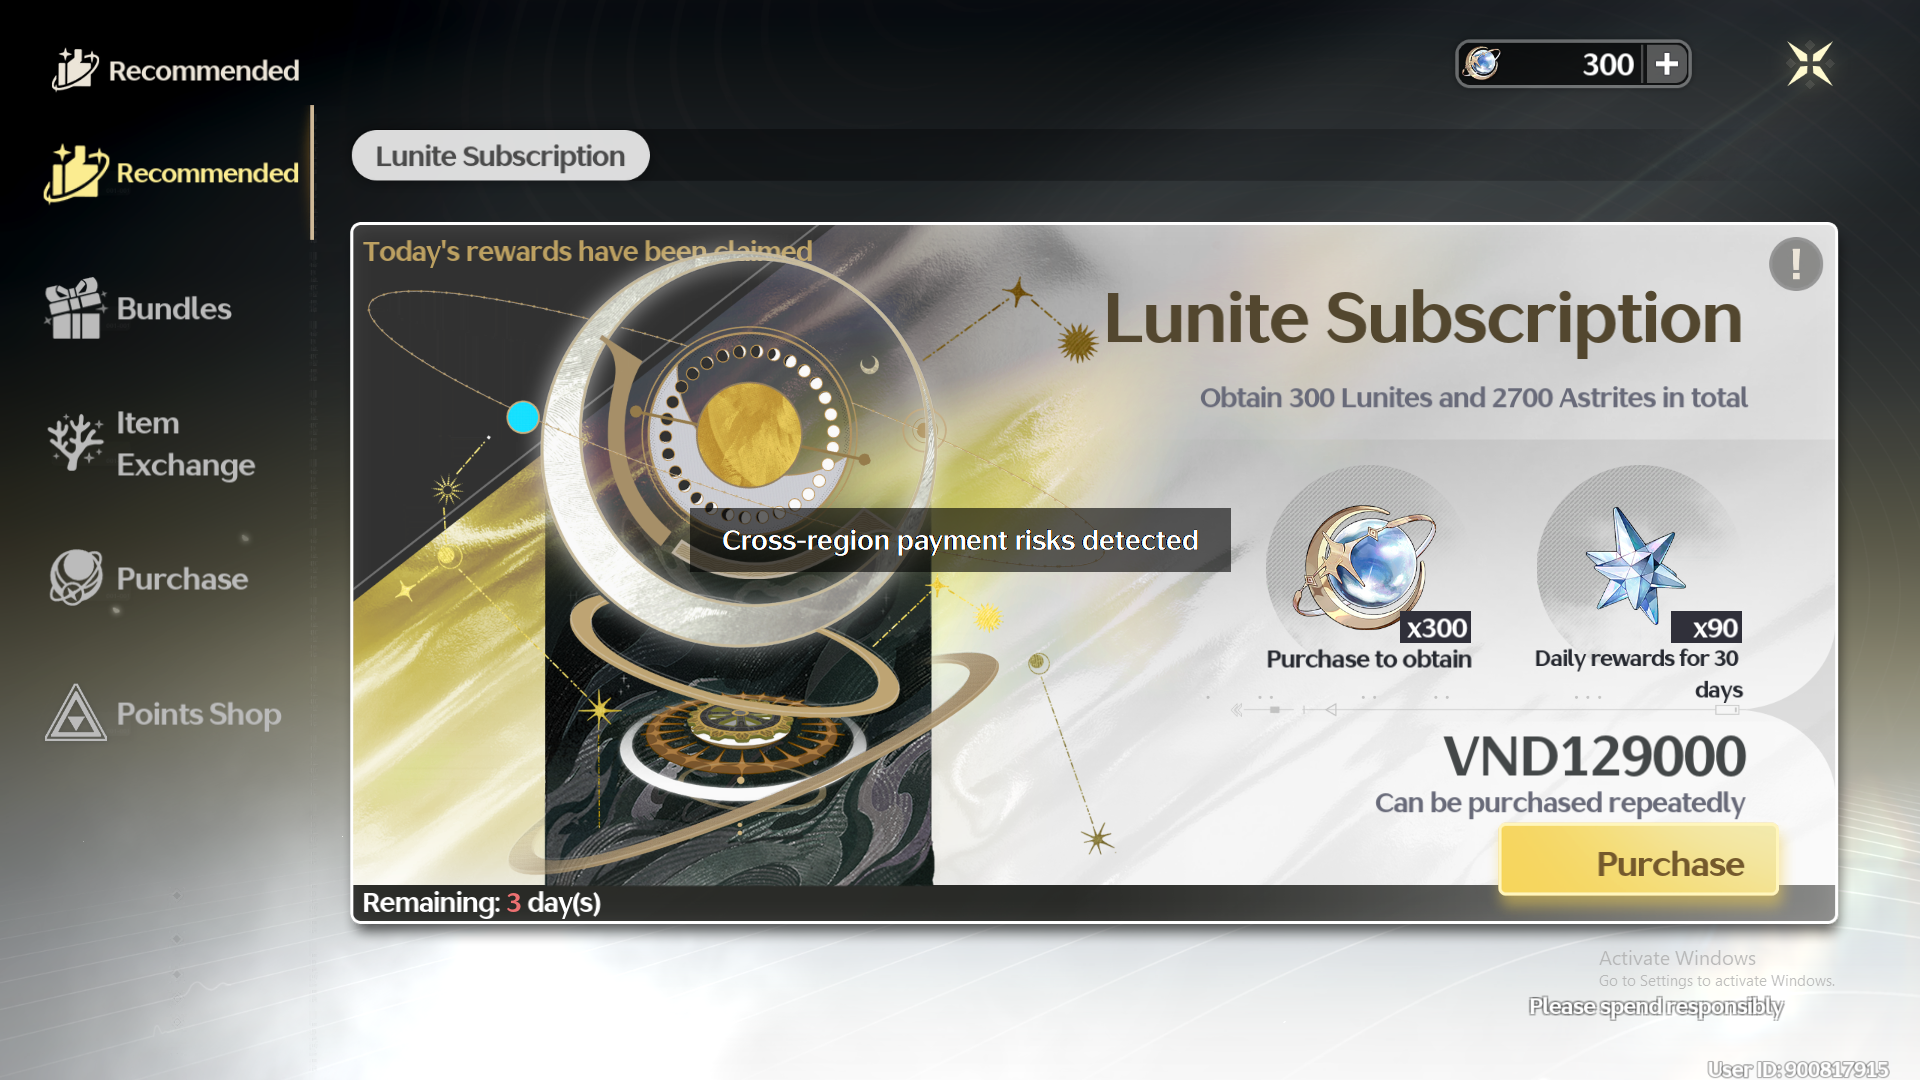 Recommended
300
Recommended
Lunite Subscription
Today's rewards have been claimed
Lunite Subscription
Obtain 300 Lunites and 2700 Astrites in total
Bundles
Item
Exchange
Cross-region payment risks detected
Purchase
x300
x90
Purchase to obtain
Daily rewards for 30
days
Points Shop
VND129000
Can be purchased repeatedly
Purchase
Remaining: 3 day(s)
Activate Windows
Go to Settings to activate Windows.
Please spend responsibly
User ID: 900817915